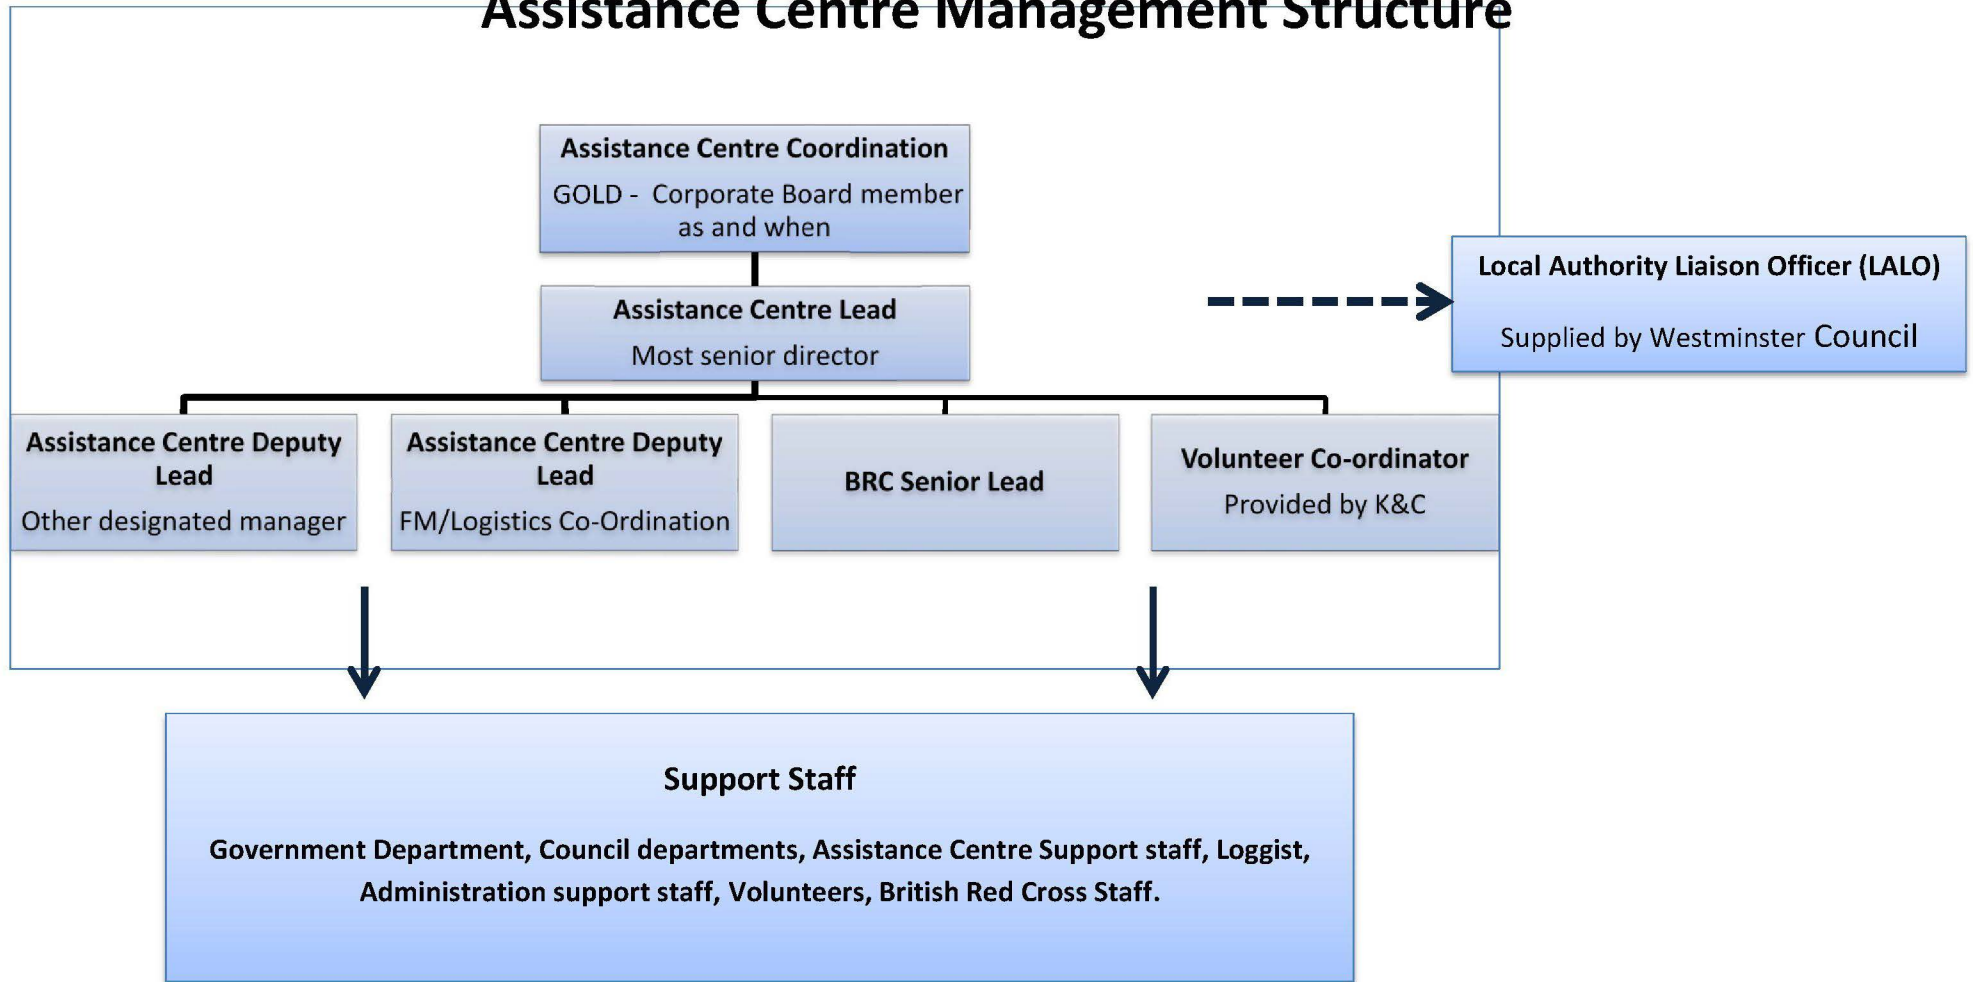 Assistance Centre Management Structure
Assistance Centre Coordination
GOLD - Corporate Board member
as and when
Local Authority Liaison Officer (LALO)
Supplied by Westminster Council
Assistance Centre Lead
Most senior director
Assistance Centre Deputy
Lead
Other designated manager
Assistance Centre Deputy
Lead
FM/Logistics Co-Ordination
BRC Senior Lead
Volunteer Co-ordinator
Provided by K&C
Support Staff
Government Department, Council departments, Assistance Centre Support staff, Loggist,
Administration support staff, Volunteers, British Red Cross Staff.